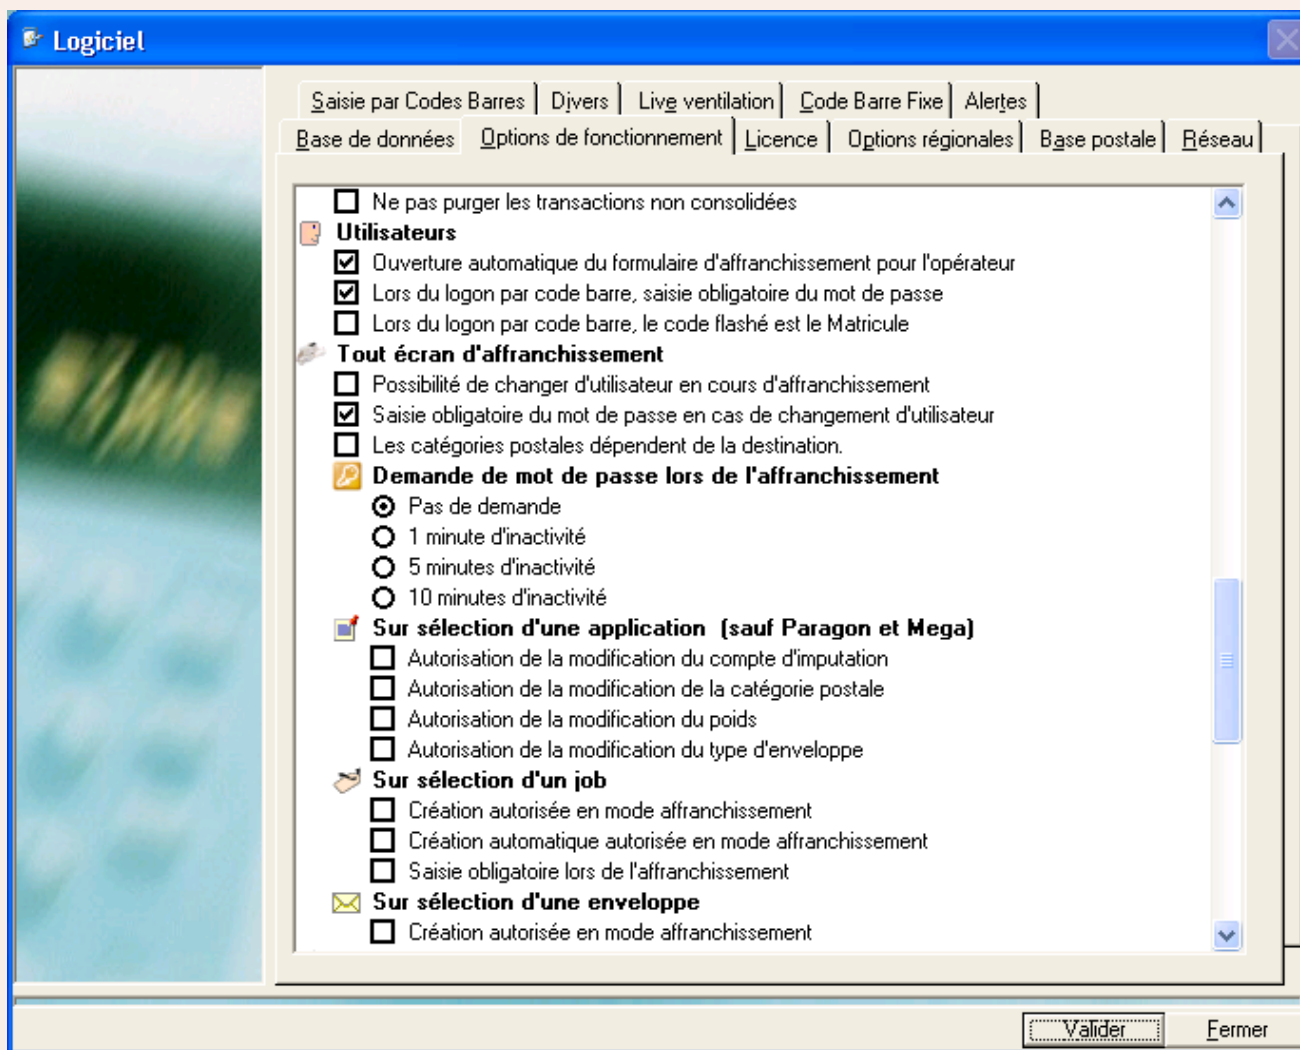 Logiciel
Saisie par Codes Barres Divers Live ventilation Code Barre Fixe Alertes
Base de données Options de fonctionnement Licence Options régionales Base postale Réseau
Ne pas purger les transactions non consolidées
Utilisateurs
Ouverture automatique du formulaire d'affranchissement pour l'opérateur
Lors du logon par code barre, saisie obligatoire du mot de passe
Lors du logon par code barre, le code flashé est le Matricule
Tout écran d'affranchissement
Possibilité de changer d'utilisateur en cours d'affranchissement
Saisie obligatoire du mot de passe en cas de changement d'utilisateur
Les catégories postales dépendent de la destination.
Demande de mot de passe lors de l'affranchissement
Pas de demande
1 minute d'inactivité
5 minutes d'inactivité
10 minutes d'inactivité
Sur sélection d'une application (sauf Paragon et Mega)
Autorisation de la modification du compte d'imputation
Autorisation de la modification de la catégorie postale
Autorisation de la modification du poids
Autorisation de la modification du type d'enveloppe
Sur sélection d'un job
Création autorisée en mode affranchissement
Création automatique autorisée en mode affranchissement
Saisie obligatoire lors de l'affranchissement
Sur sélection d'une enveloppe
Création autorisée en mode affranchissement
Valider Fermer